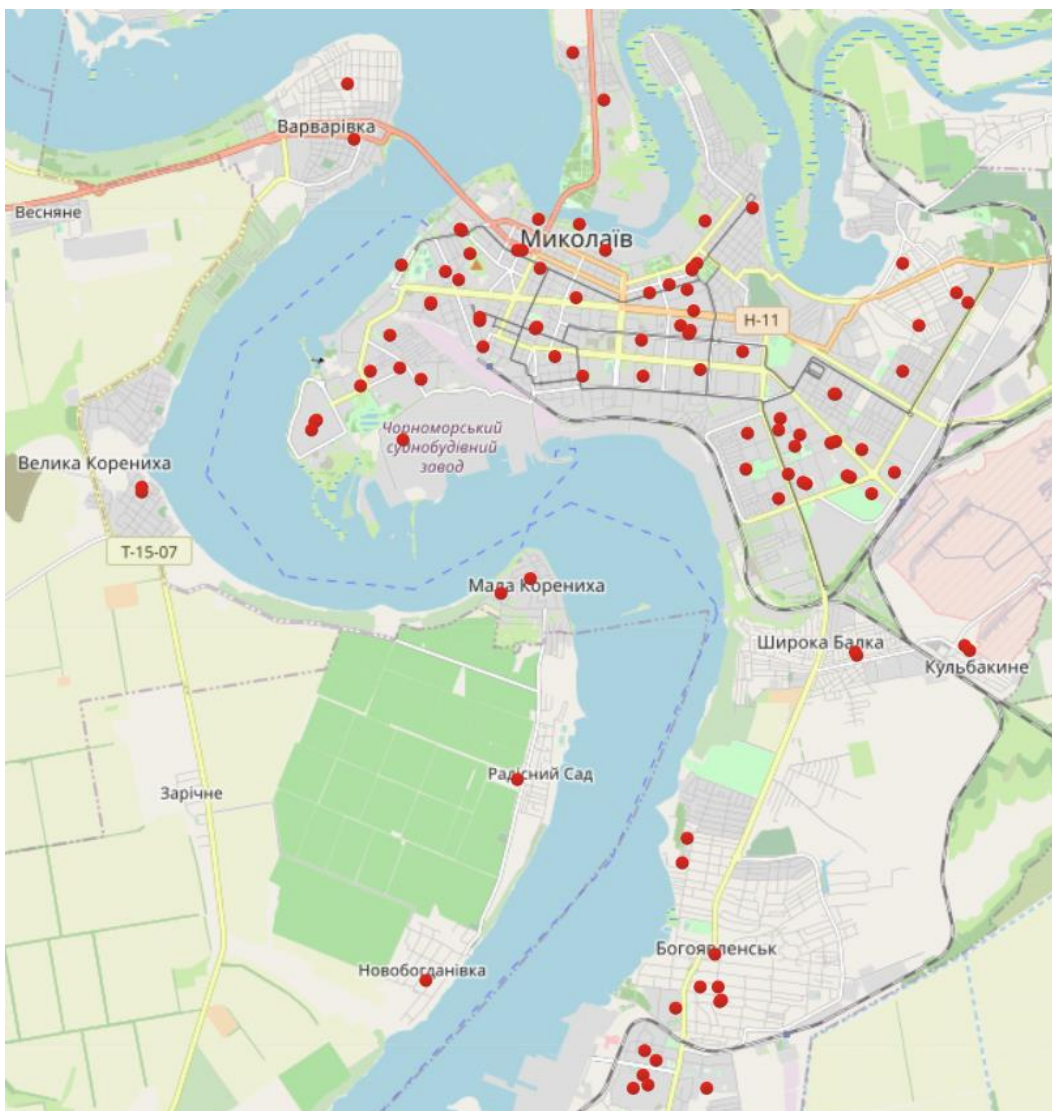 Варварівка
Весняне
Миколаїв
Н-11
Чорноморський
суднобудівний
завод
Велика Корениха
Т-15-07
Мала Корениха
Широка Балка
Кульбакине
Радісний Сад
Зарічне
Богоявленськ
Новобогданівка